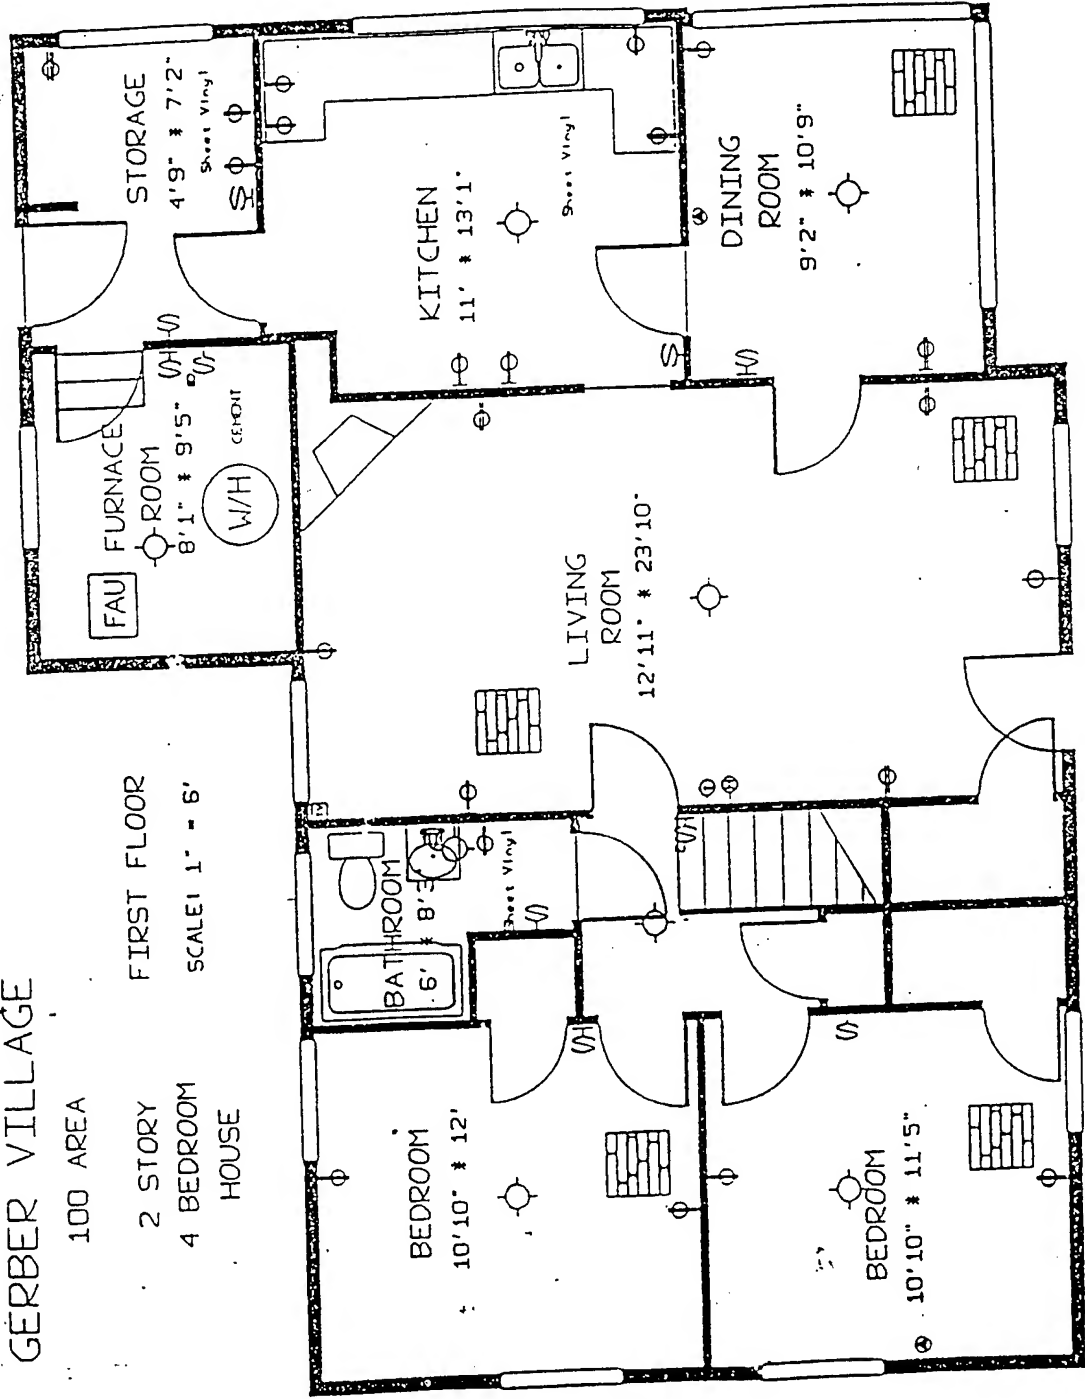 GERBER VILLAGE
100 AREA
2 STORY
4 BEDROOM
HOUSE
FIRST FLOOR
SCALE1 1" = 6'
FAU
FURNACE
ROOM
8'1" * 9'5"
W/H
CEMENT
STORAGE
4'9" * 7'2"
Sheet Vinyl
KITCHEN
11' * 13'1"
Sheet Vinyl
DINING
ROOM
9'2" * 10'9"
LIVING
ROOM
12'11" * 23'10"
BATHROOM
6' * 8'3
Sheet Vinyl
BEDROOM
10'10" * 12'
BEDROOM
10'10" * 11'5"